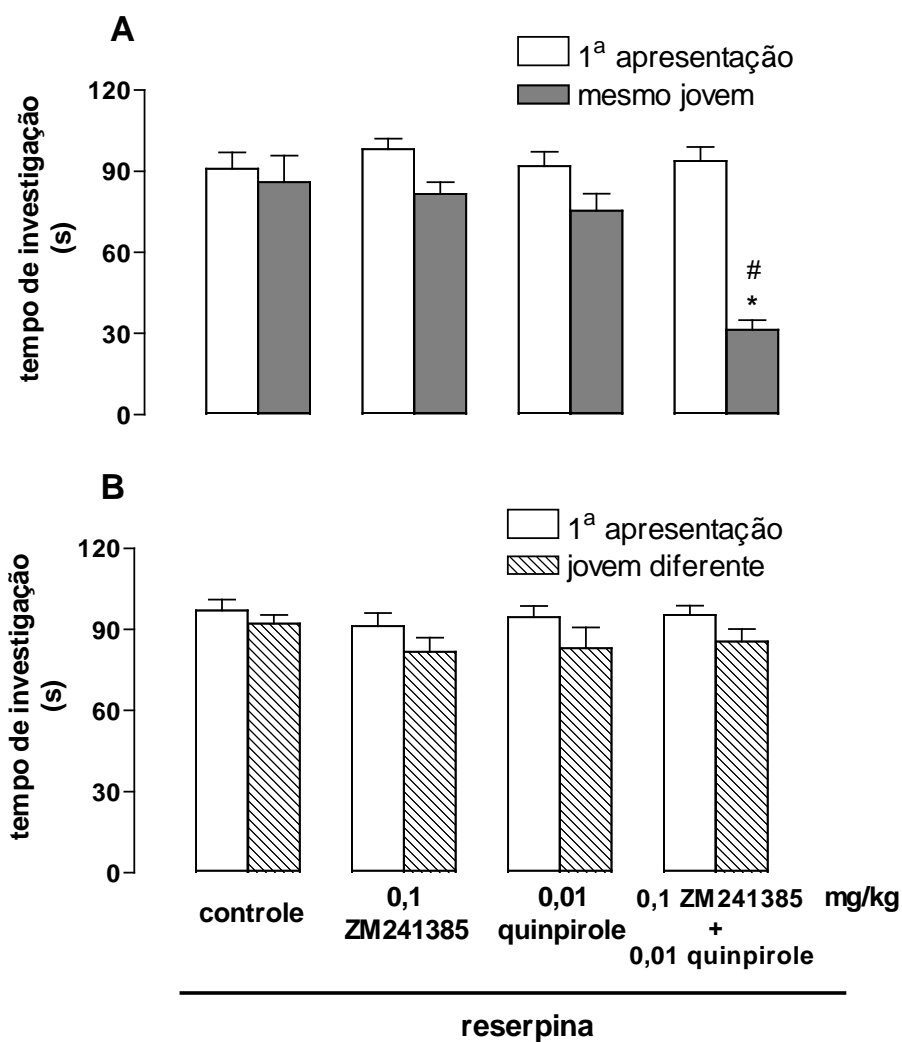 A
1ª apresentação
mesmo jovem
tempo de investigação
(s)
120
90
60
30
0
#
*
B
1ª apresentação
jovem diferente
tempo de investigação
(s)
120
90
60
30
0
controle
0,1
ZM241385
0,01
quinpirole
0,1 ZM241385
+
0,01 quinpirole
mg/kg
reserpina